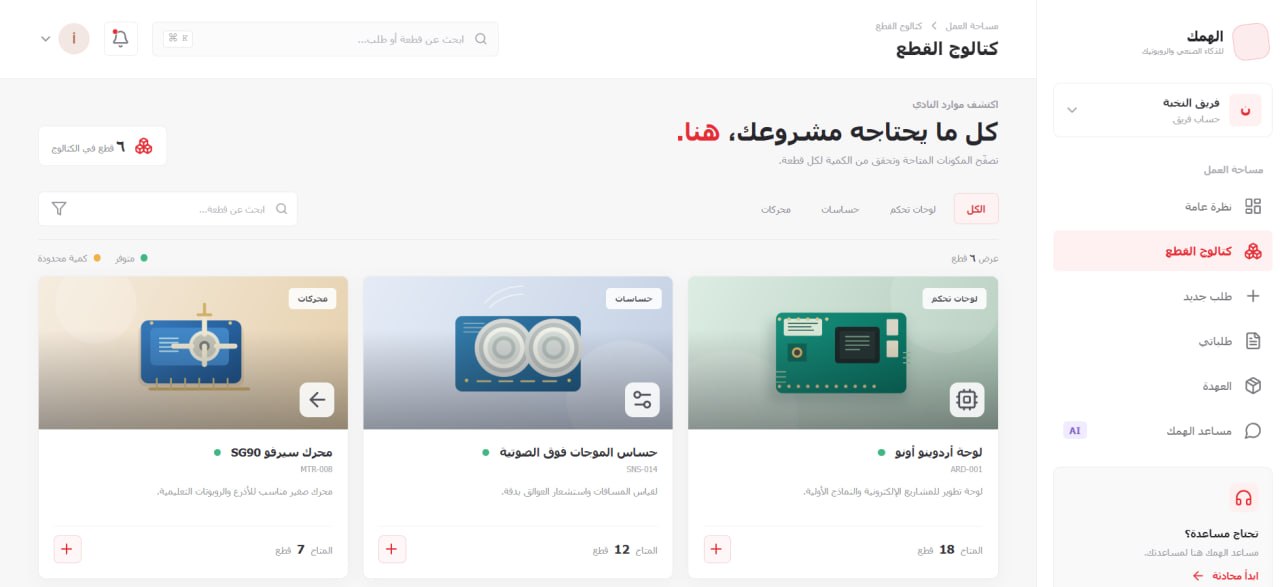 الهمك
للذكاء الصنعي والروبوتيك
ن
فريق النخبة
حساب فريق
مساحة العمل
نظرة عامة
كتالوج القطع
طلب جديد
طلباتي
العهدة
مساعد الهمك
AI
تحتاج مساعدة؟
مساعد الهمك هنا لمساعدتك.
ابدأ محادثة
مساحة العمل
كتالوج القطع
كتالوج القطع
ابحث عن قطعة أو طلب...
⌘ K
أ
اكتشف موارد النادي
كل ما يحتاجه مشروعك، هنا.
تصفّح المكونات المتاحة وتحقق من الكمية لكل قطعة.
٦ قطع في الكتالوج
الكل
لوحات تحكم
حساسات
محركات
ابحث عن قطعة...
عرض ٦ قطع
متوفر
كمية محدودة
لوحات تحكم
لوحة أردوينو أونو
ARD-001
لوحة تطوير للمشاريع الإلكترونية والنماذج الأولية.
المتاح 18 قطع
حساسات
حساس الموجات فوق الصوتية
SNS-014
لقياس المسافات واستشعار العوائق بدقة.
المتاح 12 قطع
محركات
محرك سيرفو SG90
MTR-008
محرك صغير مناسب للأذرع والروبوتات التعليمية.
المتاح 7 قطع